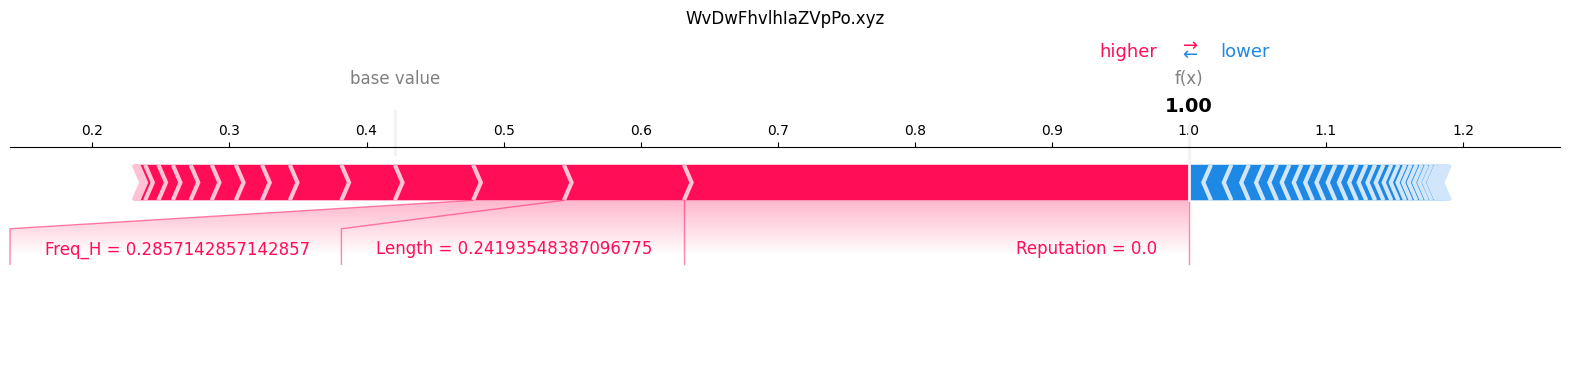 WvDwFhvlhIaZVpPo.xyz
higher → ← lower
base value f(x)
1.00
0.2 0.3 0.4 0.5 0.6 0.7 0.8 0.9 1.0 1.1 1.2
Freq_H = 0.2857142857142857 Length = 0.24193548387096775 Reputation = 0.0